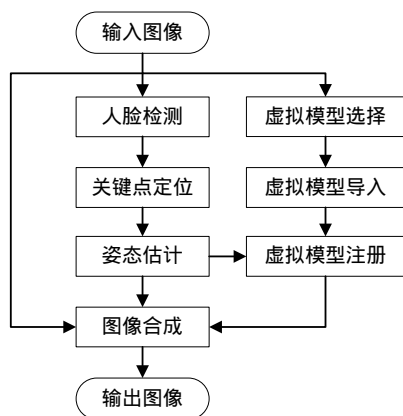 输入图像
人脸检测
虚拟模型选择
关键点定位
虚拟模型导入
姿态估计
虚拟模型注册
图像合成
输出图像